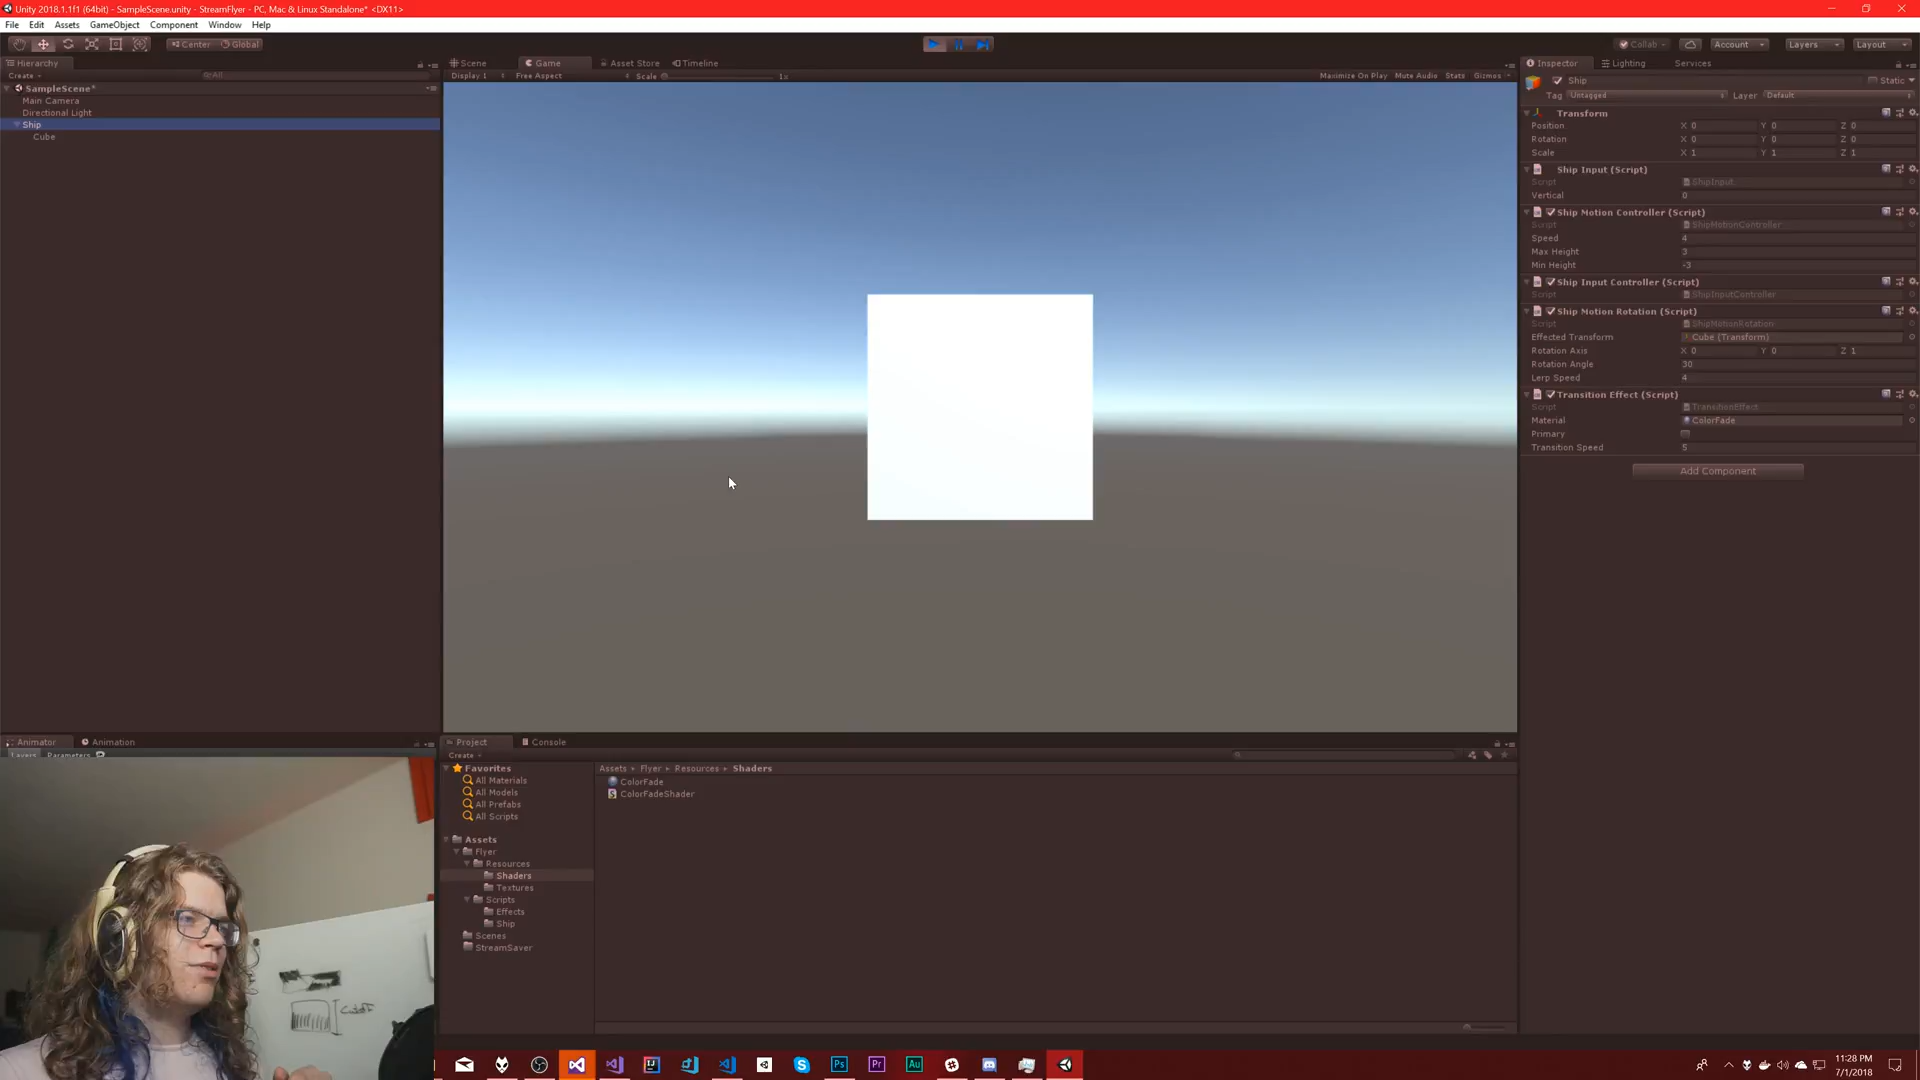 Unity 2018.1.1f1 (64bit) - SampleScene.unity - StreamFlyer - PC, Mac & Linux Standalone* <DX11>
File Edit Assets GameObject Component Window Help
Center Global
Collab Account Layers Layout
Hierarchy
Create All
SampleScene*
Main Camera
Directional Light
Ship
Cube
Scene Game Asset Store Timeline
Display 1 Free Aspect Scale 1x Maximize On Play Mute Audio Stats Gizmos
Inspector Lighting Services
Ship Static
Tag Untagged Layer Default
Transform
Position X 0 Y 0 Z 0
Rotation X 0 Y 0 Z 0
Scale X 1 Y 1 Z 1
Ship Input (Script)
Script ShipInput
Vertical 0
Ship Motion Controller (Script)
Script ShipMotionController
Speed 4
Max Height 3
Min Height -3
Ship Input Controller (Script)
Script ShipInputController
Ship Motion Rotation (Script)
Script ShipMotionRotation
Effected Transform Cube (Transform)
Rotation Axis X 0 Y 0 Z 1
Rotation Angle 30
Lerp Speed 4
Transition Effect (Script)
Script TransitionEffect
Material ColorFade
Primary
Transition Speed 5
Add Component
Animator Animation
Layers Parameters
Project Console
Create
Favorites
All Materials
All Models
All Prefabs
All Scripts
Assets
Flyer
Resources
Shaders
Textures
Scripts
Effects
Ship
Scenes
StreamSaver
Assets Flyer Resources Shaders
ColorFade
ColorFadeShader
Ps Pr Au
11:28 PM
7/1/2018